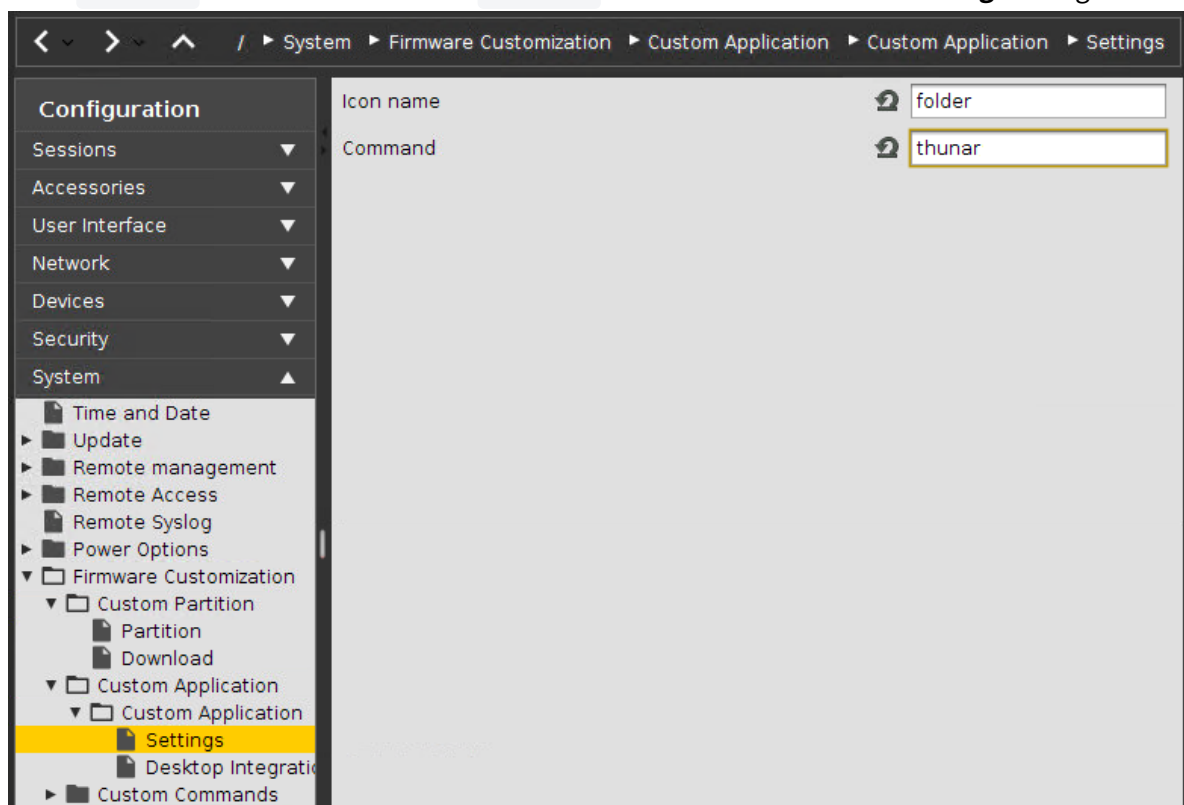 / ▸ System ▸ Firmware Customization ▸ Custom Application ▸ Custom Application ▸ Settings
Configuration
Sessions
Accessories
User Interface
Network
Devices
Security
System
Time and Date
Update
Remote management
Remote Access
Remote Syslog
Power Options
Firmware Customization
Custom Partition
Partition
Download
Custom Application
Custom Application
Settings
Desktop Integratio
Custom Commands
Icon name folder
Command thunar